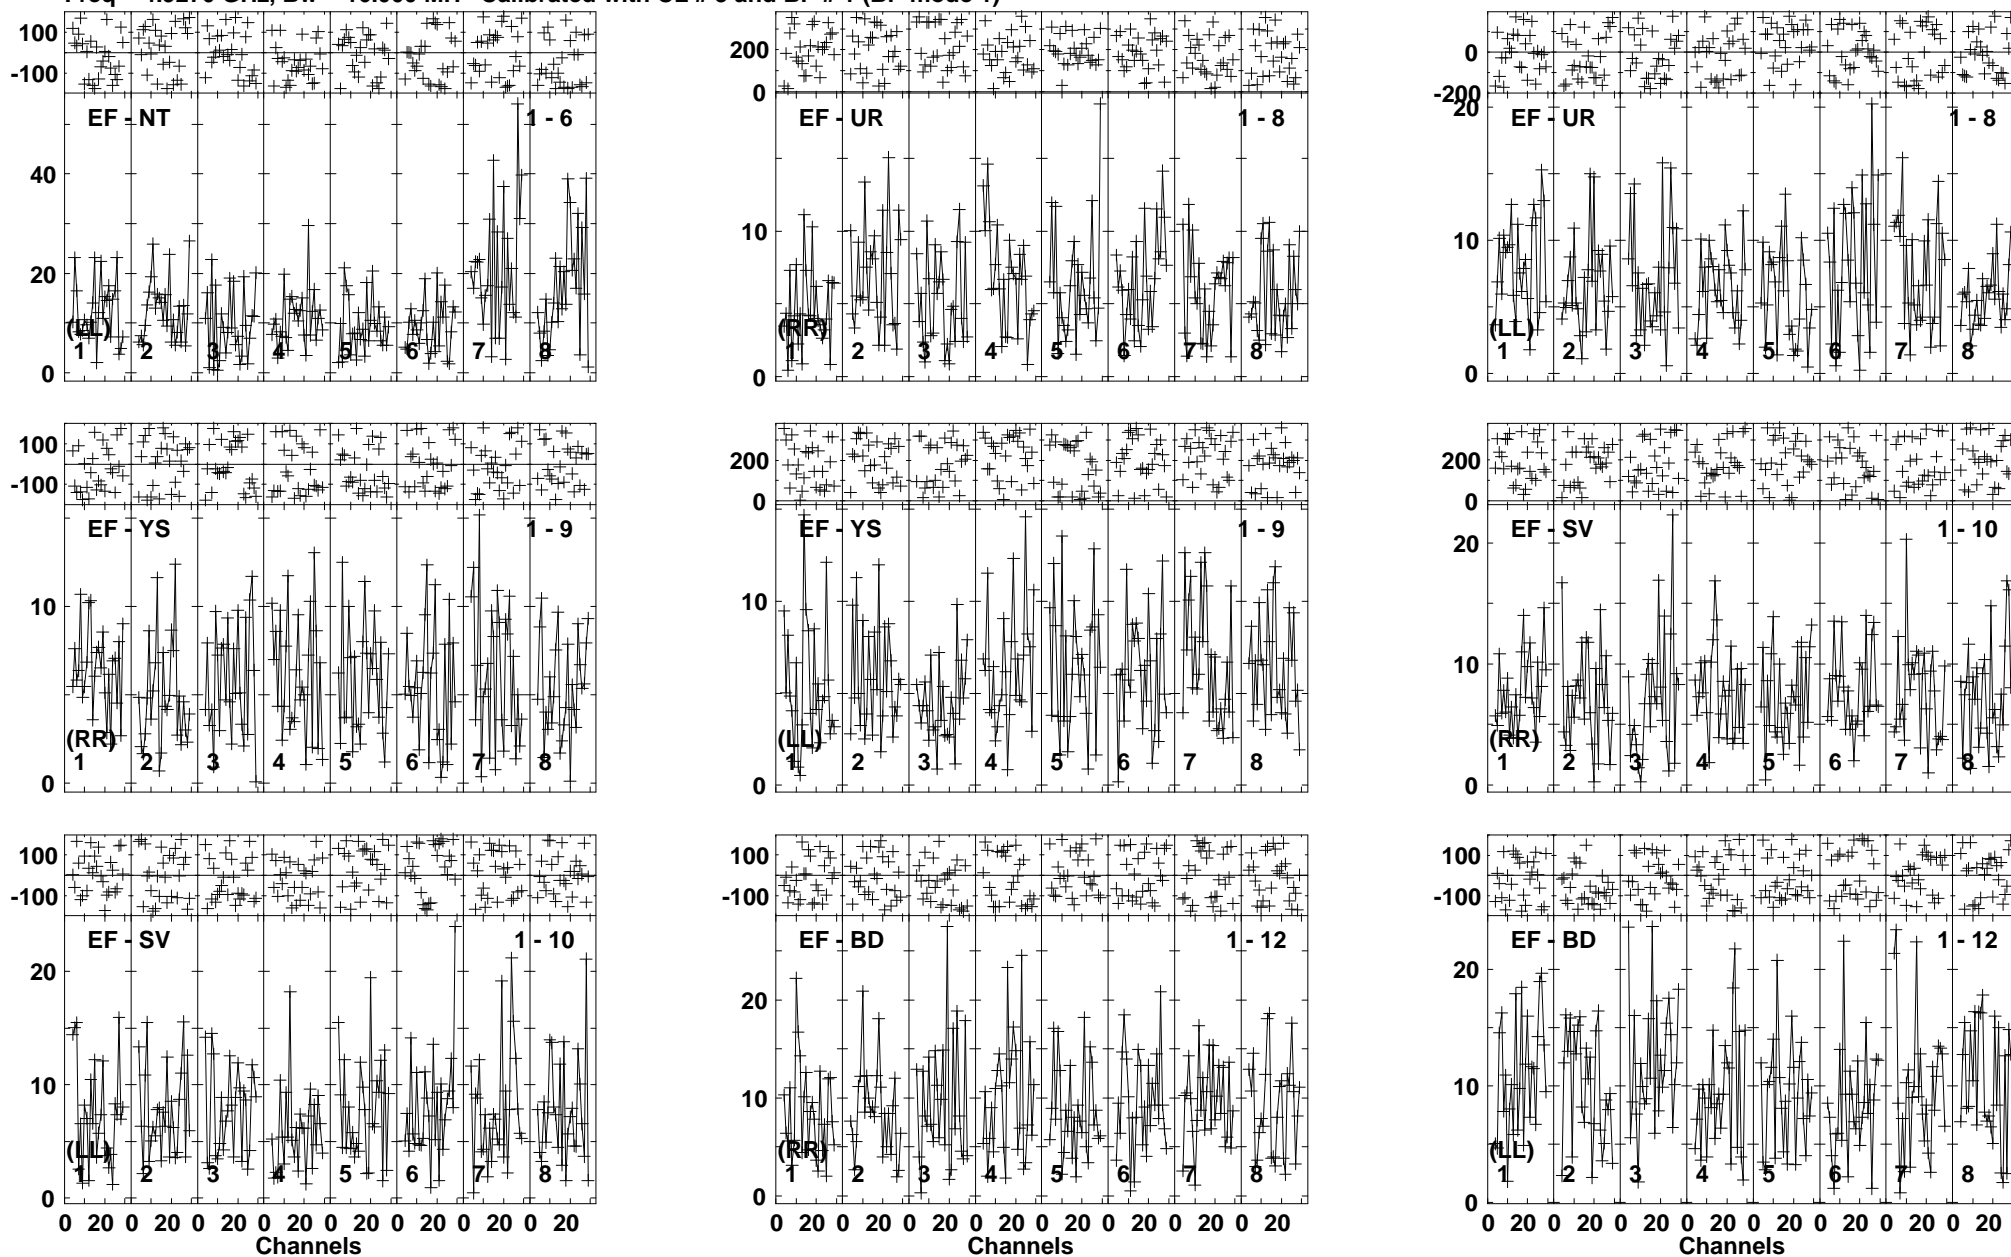 100 200 0
-100 0 -200
EF - NT 1 - 6 EF - UR 1 - 8 EF - UR 1 - 8
40 20 0 10 0 20 10 0
(LL) (RR) (LL)
1 2 3 4 5 6 7 8 1 2 3 4 5 6 7 8 1 2 3 4 5 6 7 8
100 200 200
-100 0 0
EF - YS 1 - 9 EF - YS 1 - 9 EF - SV 1 - 10
10 0 10 0 20 10 0
(RR) (LL) (RR)
1 2 3 4 5 6 7 8 1 2 3 4 5 6 7 8 1 2 3 4 5 6 7 8
100 100 100
-100 -100 -100
EF - SV 1 - 10 EF - BD 1 - 12 EF - BD 1 - 12
20 10 0 20 10 0 20 10 0
(LL) (RR) (LL)
1 2 3 4 5 6 7 8 1 2 3 4 5 6 7 8 1 2 3 4 5 6 7 8
0 20 0 20 0 20 0 20 0 20 0 20 0 20 0 20 0 20 0 20 0 20 0 20 0 20 0 20 0 20 0 20 0 20 0 20 0 20 0 20 0 20 0 20 0 20 0 20
Channels Channels Channels